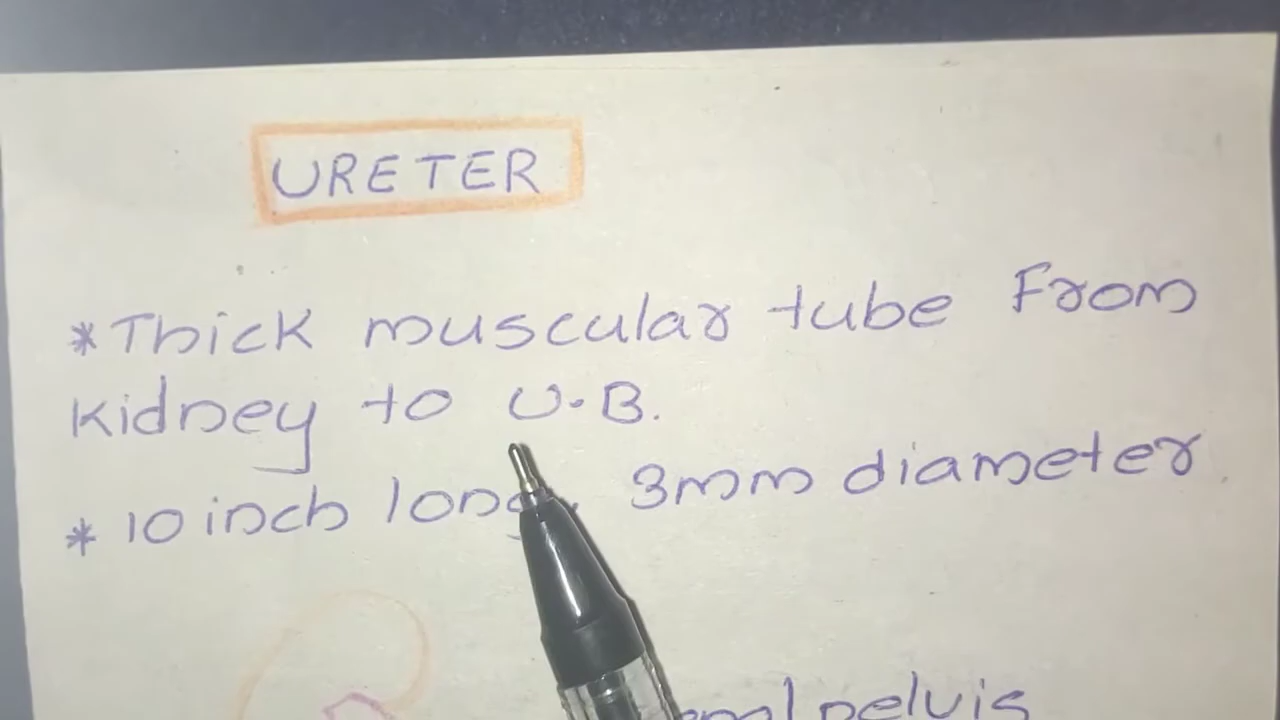 URETER
*Thick muscular tube From
kidney to U.B.
* 10 inch long, 3mm diameter
pelvis